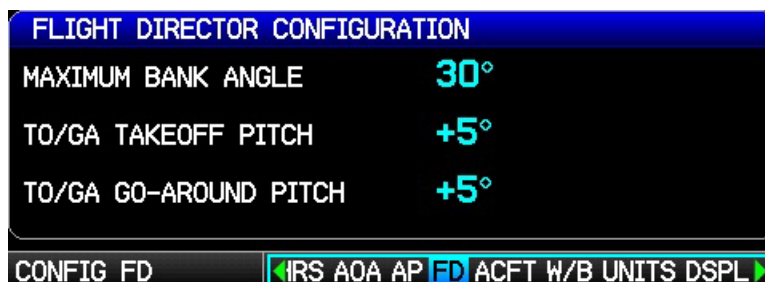 FLIGHT DIRECTOR CONFIGURATION
MAXIMUM BANK ANGLE 30°
TO/GA TAKEOFF PITCH +5°
TO/GA GO-AROUND PITCH +5°
CONFIG FD AOA AP FD ACFT W/B UNITS DSPL